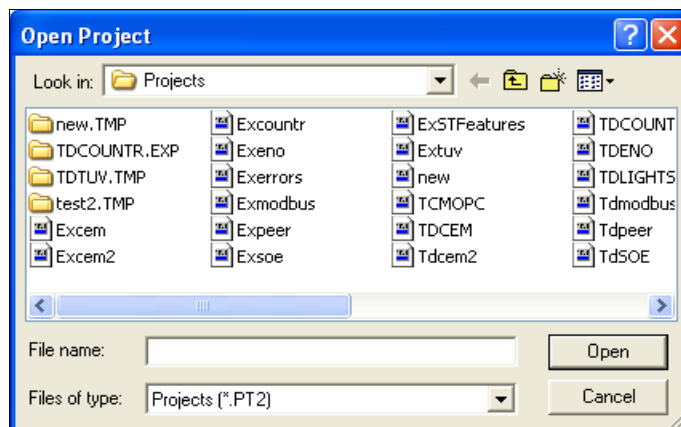 Open Project
Look in: Projects
new.TMP
TDCOUNTR.EXP
TDTUV.TMP
test2.TMP
Excem
Excem2
Excountr
Exeno
Exerrors
Exmodbus
Expeer
Exsoe
ExSTFeatures
Extuv
new
TCMOPC
TDCEM
Tdcem2
TDCOUNT
TDENO
TDLIGHTS
Tdmodbus
Tdpeer
TdSOE
File name:
Open
Files of type: Projects (*.PT2)
Cancel